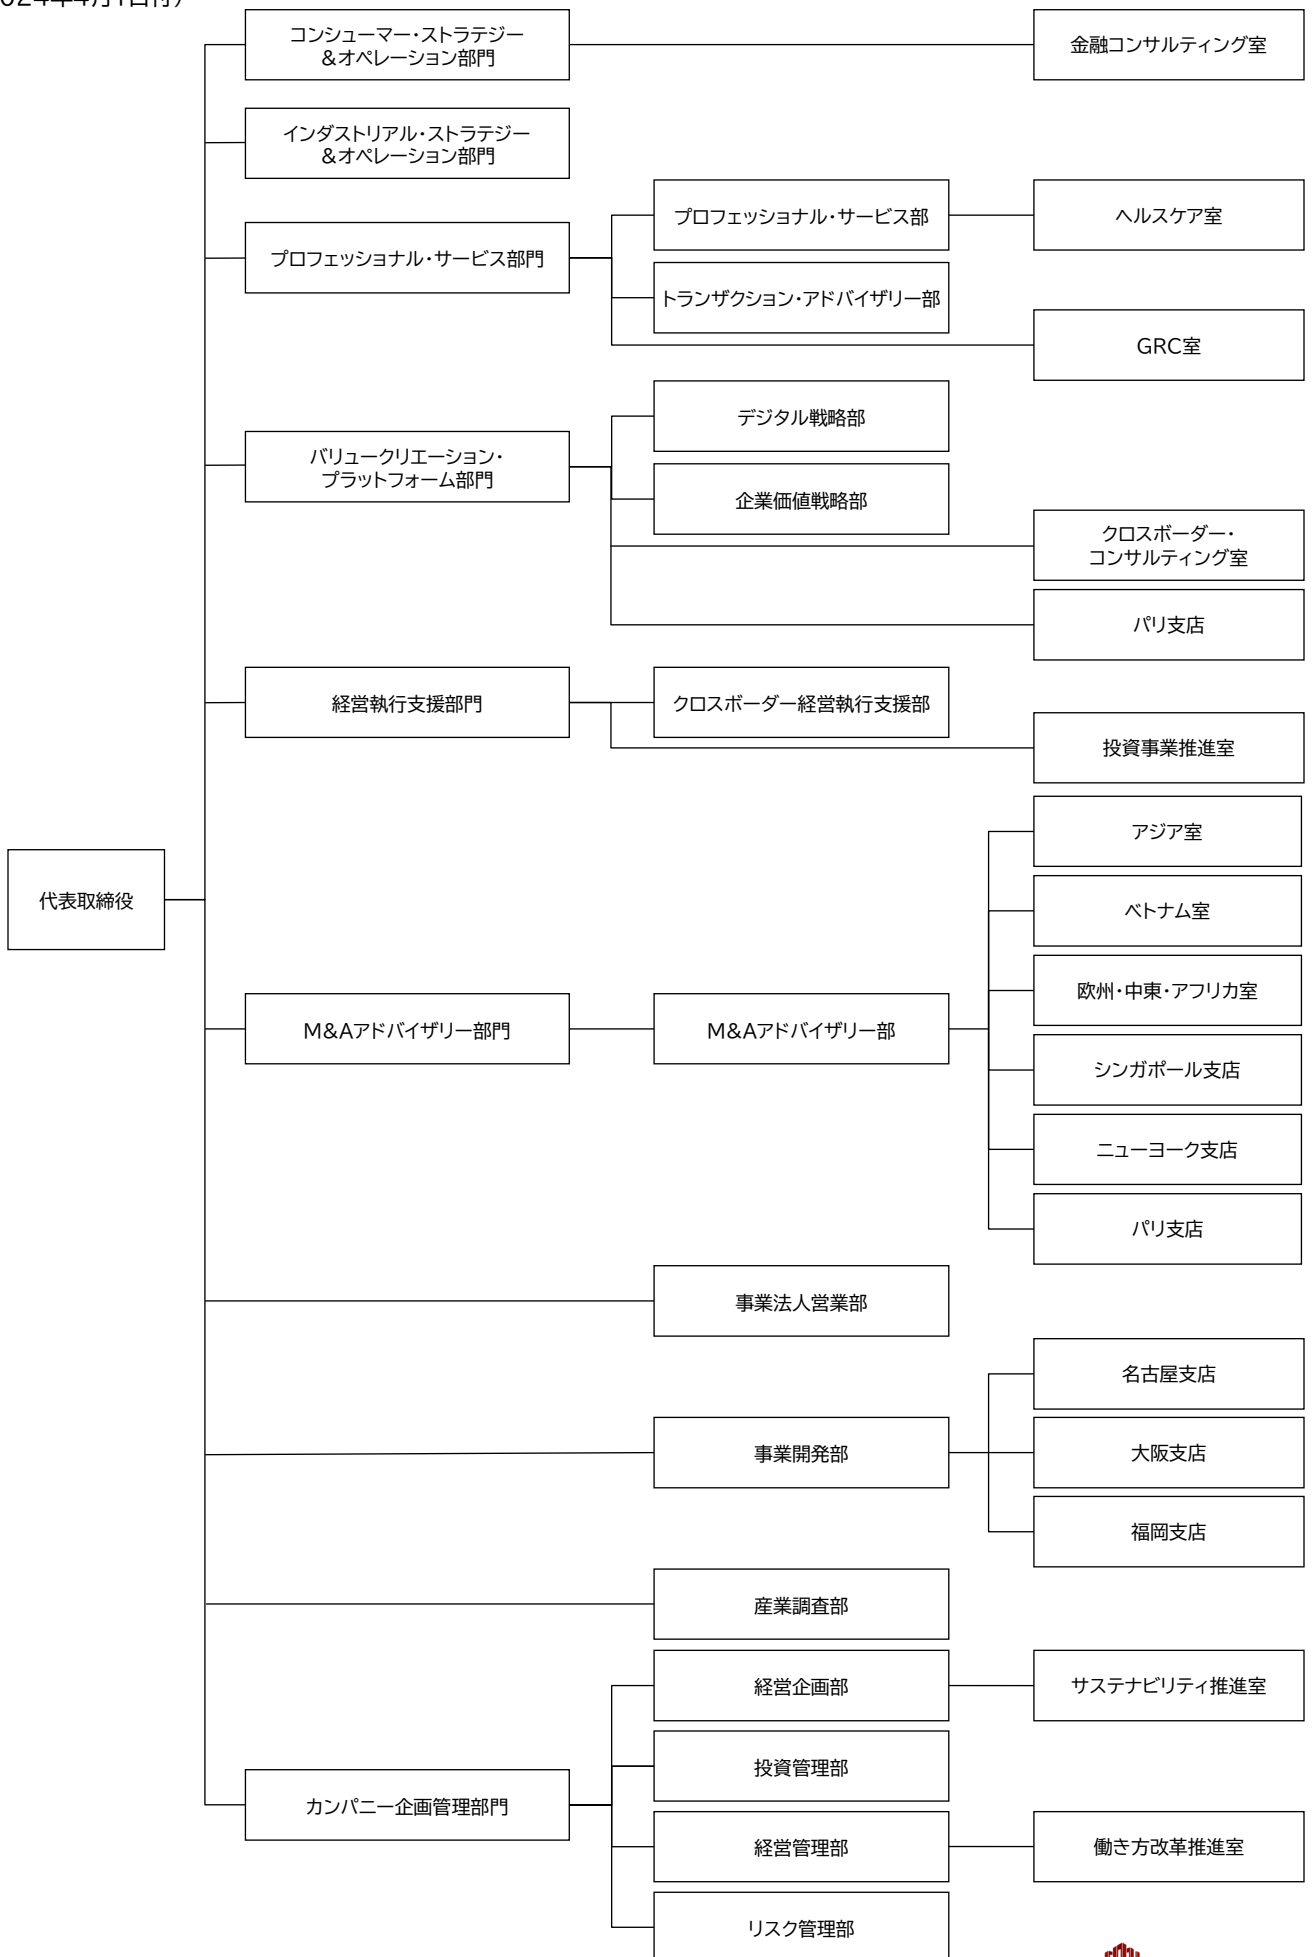 024年4月1日付）
コンシューマー・ストラテジー
&オペレーション部門
金融コンサルティング室
インダストリアル・ストラテジー
&オペレーション部門
プロフェッショナル・サービス部
ヘルスケア室
プロフェッショナル・サービス部門
トランザクション・アドバイザリー部
GRC室
デジタル戦略部
バリュークリエーション・
プラットフォーム部門
企業価値戦略部
クロスボーダー・
コンサルティング室
パリ支店
経営執行支援部門
クロスボーダー経営執行支援部
投資事業推進室
アジア室
代表取締役
ベトナム室
欧州・中東・アフリカ室
M&Aアドバイザリー部門
M&Aアドバイザリー部
シンガポール支店
ニューヨーク支店
パリ支店
事業法人営業部
名古屋支店
事業開発部
大阪支店
福岡支店
産業調査部
経営企画部
サステナビリティ推進室
投資管理部
カンパニー企画管理部門
経営管理部
働き方改革推進室
リスク管理部